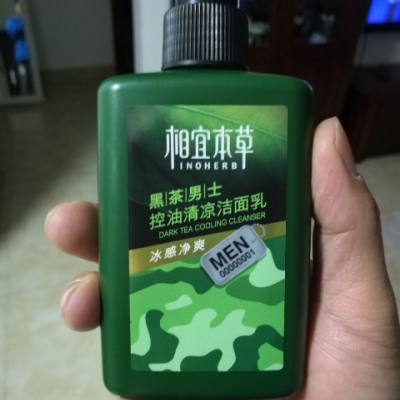 相宜本草
INOHERB
黑茶男士
控油清凉洁面乳
DARK TEA COOLING CLEANSER
冰感净爽
MEN
00000001